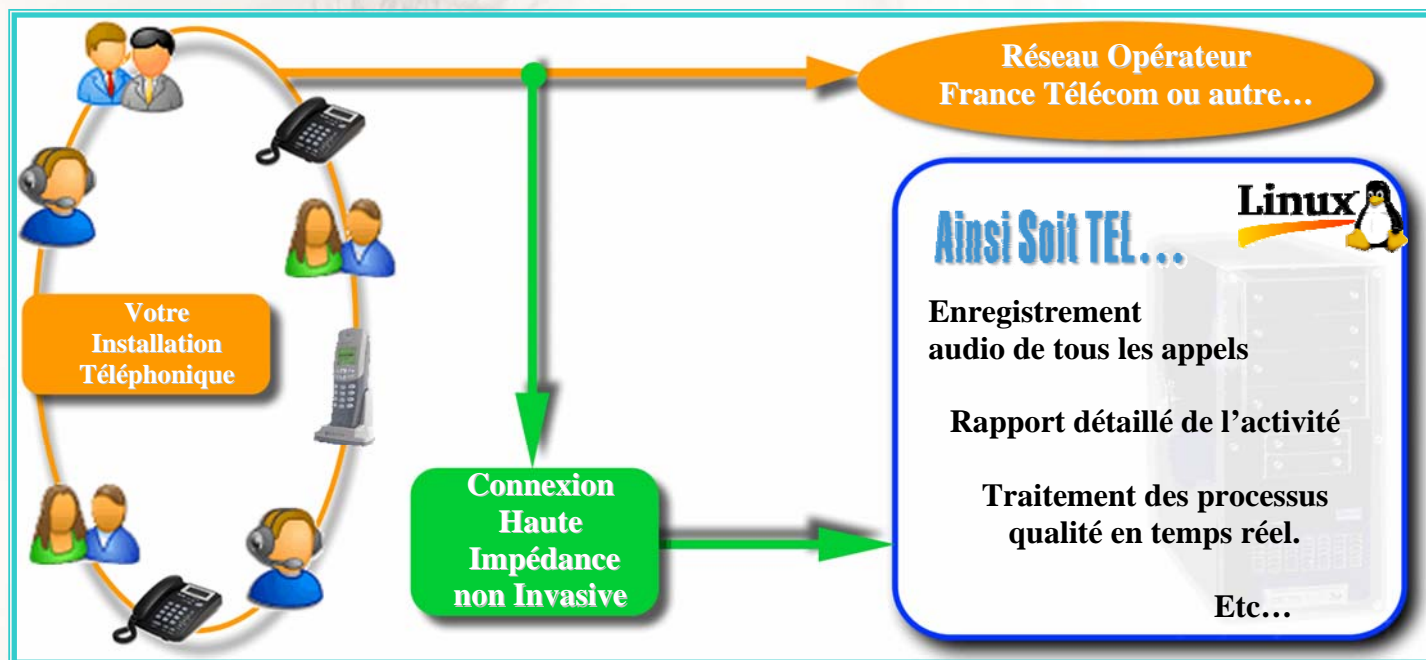 Réseau Opérateur
France Télécom ou autre…
Linux
Ainsi Soit TEL…
Enregistrement
audio de tous les appels
Votre
Installation
Téléphonique
Rapport détaillé de l’activité
Connexion
Haute
Impédance
non Invasive
Traitement des processus
qualité en temps réel.
Etc…